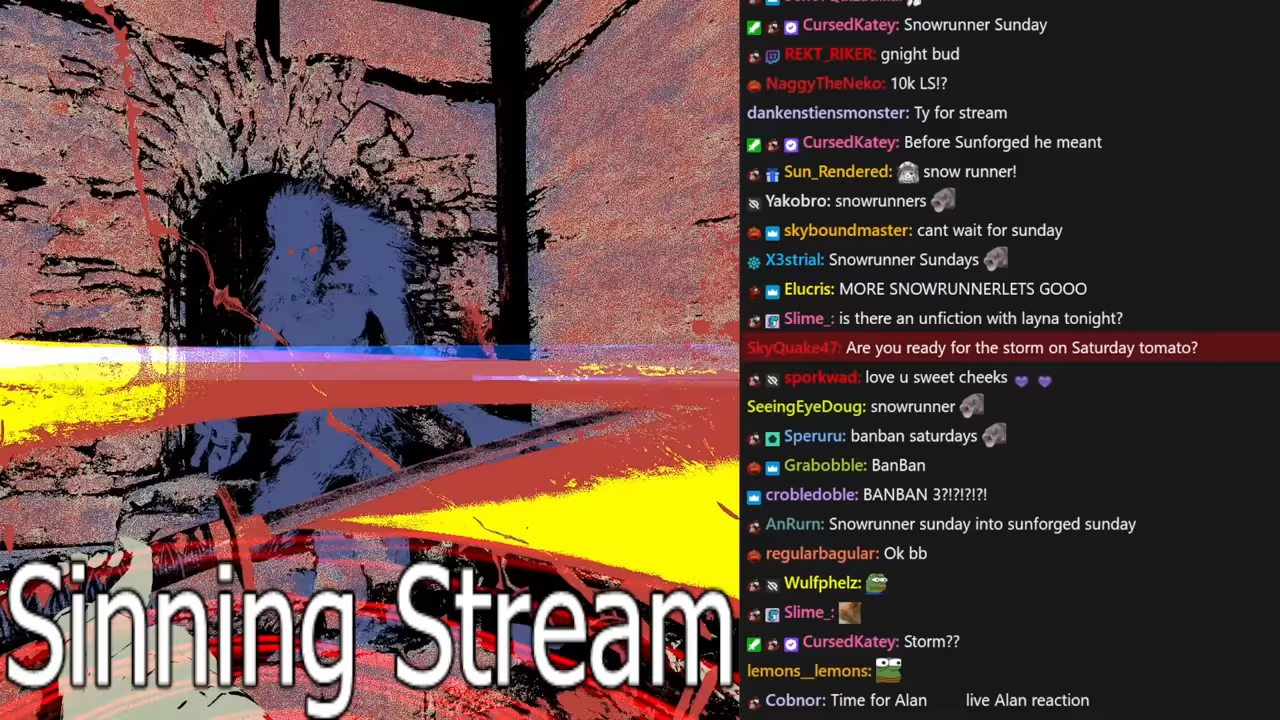 CursedKatey: Snowrunner Sunday
REKT_RIKER: gnight bud
NaggyTheNeko: 10k LS!?
dankenstiensmonster: Ty for stream
CursedKatey: Before Sunforged he meant
Sun_Rendered: snow runner!
Yakobro: snowrunners
skyboundmaster: cant wait for sunday
X3strial: Snowrunner Sundays
Elucris: MORE SNOWRUNNERLETS GOOO
Slime_: is there an unfiction with layna tonight?
SkyQuake47: Are you ready for the storm on Saturday tomato?
sporkwad: love u sweet cheeks
SeeingEyeDoug: snowrunner
Speruru: banban saturdays
Grabobble: BanBan
crobledoble: BANBAN 3?!?!?!?!
AnRurn: Snowrunner sunday into sunforged sunday
regularbagular: Ok bb
Wulfphelz:
Slime_:
CursedKatey: Storm??
lemons__lemons:
Cobnor: Time for Alan live Alan reaction
Sinning Stream